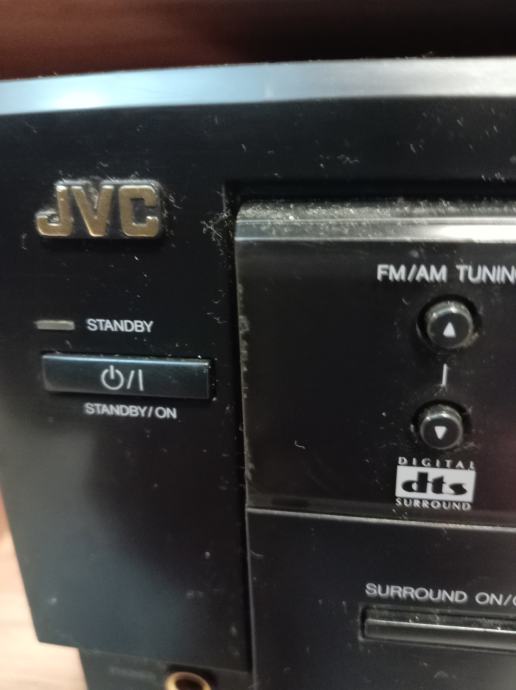 JVC
STANDBY
STANDBY/ON
FM/AM TUNING
DIGITAL
dts
SURROUND
SURROUND ON/O